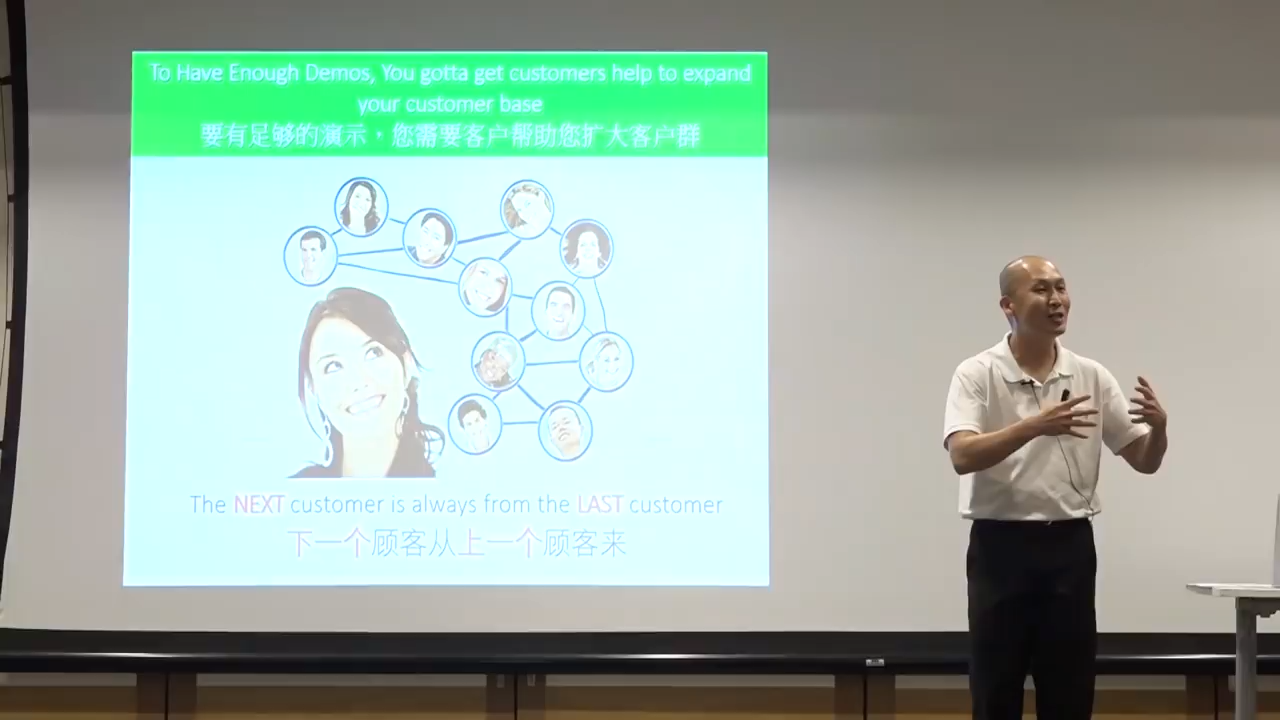 To Have Enough Demos, You gotta get customers help to expand
your customer base
要有足够的演示，您需要客户帮助您扩大客户群
The NEXT customer is always from the LAST customer
下一个顾客从上一个顾客来